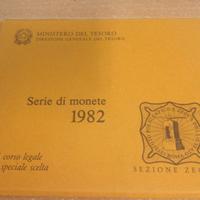 MINISTERO DEL TESORO
DIREZIONE GENERALE DEL TESORO
Serie di monete
1982
corso legale
speciale scelta
SEZIONE ZE